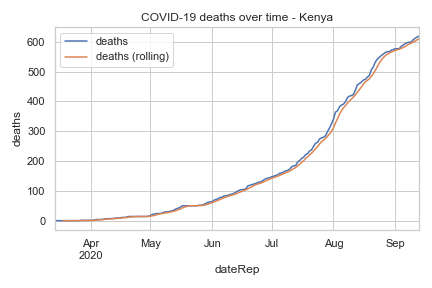 COVID-19 deaths over time - Kenya
deaths
deaths (rolling)
600
500
400
300
200
100
0
deaths
Apr May Jun Jul Aug Sep
2020
dateRep